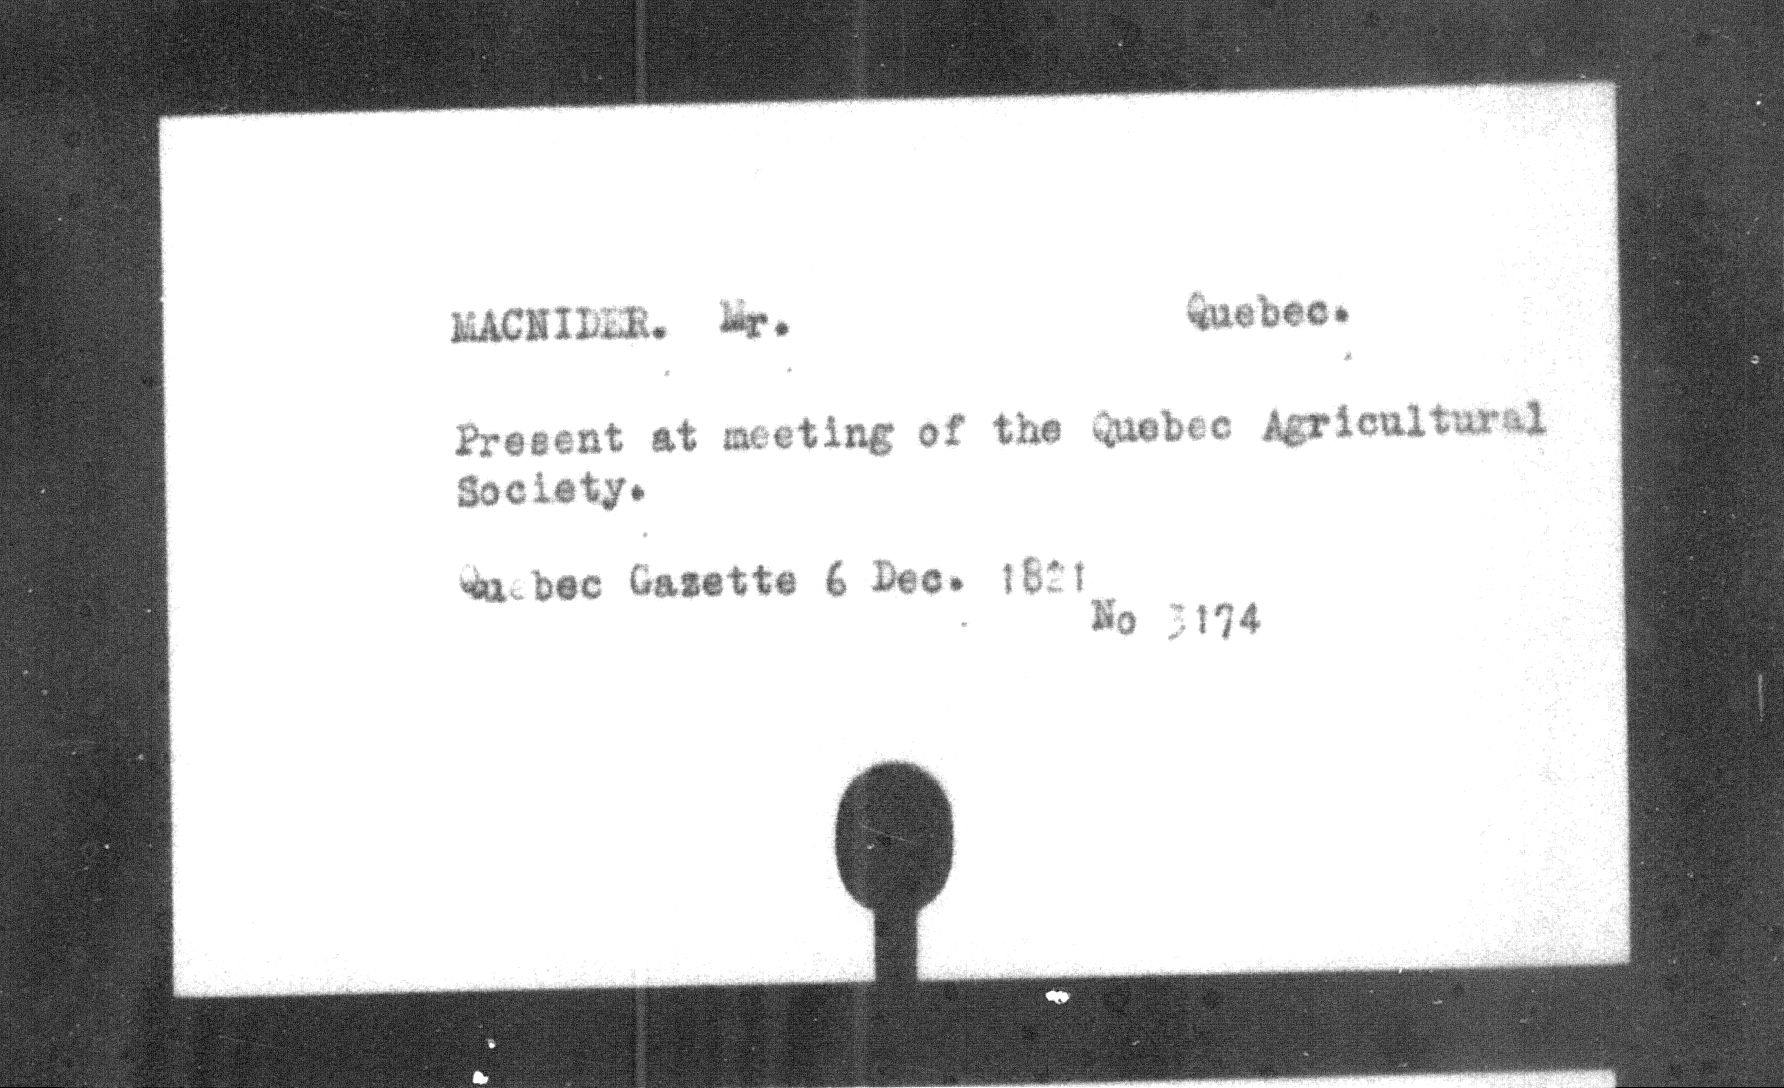 MACNIDER. Mr. Quebec.
Present at meeting of the Quebec Agricultural
Society.
Quebec Gazette 6 Dec. 1821
No 3174